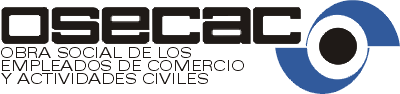 osecac
OBRA SOCIAL DE LOS
EMPLEADOS DE COMERCIO
Y ACTIVIDADES CIVILES